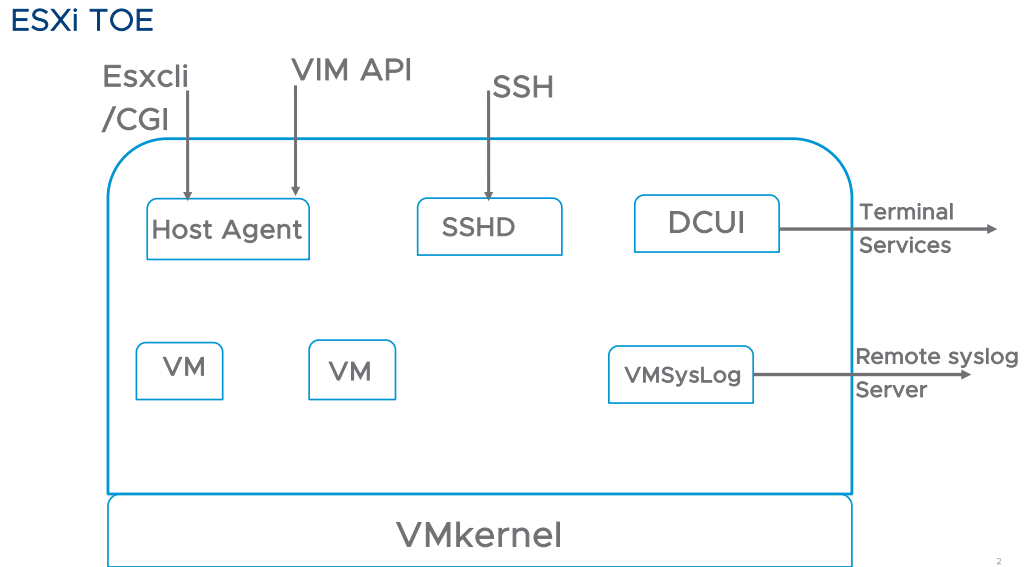 ESXi TOE
Esxcli
/CGI
VIM API
SSH
Host Agent
SSHD
DCUI
Terminal
Services
VM
VM
VMSysLog
Remote syslog
Server
VMkernel
2